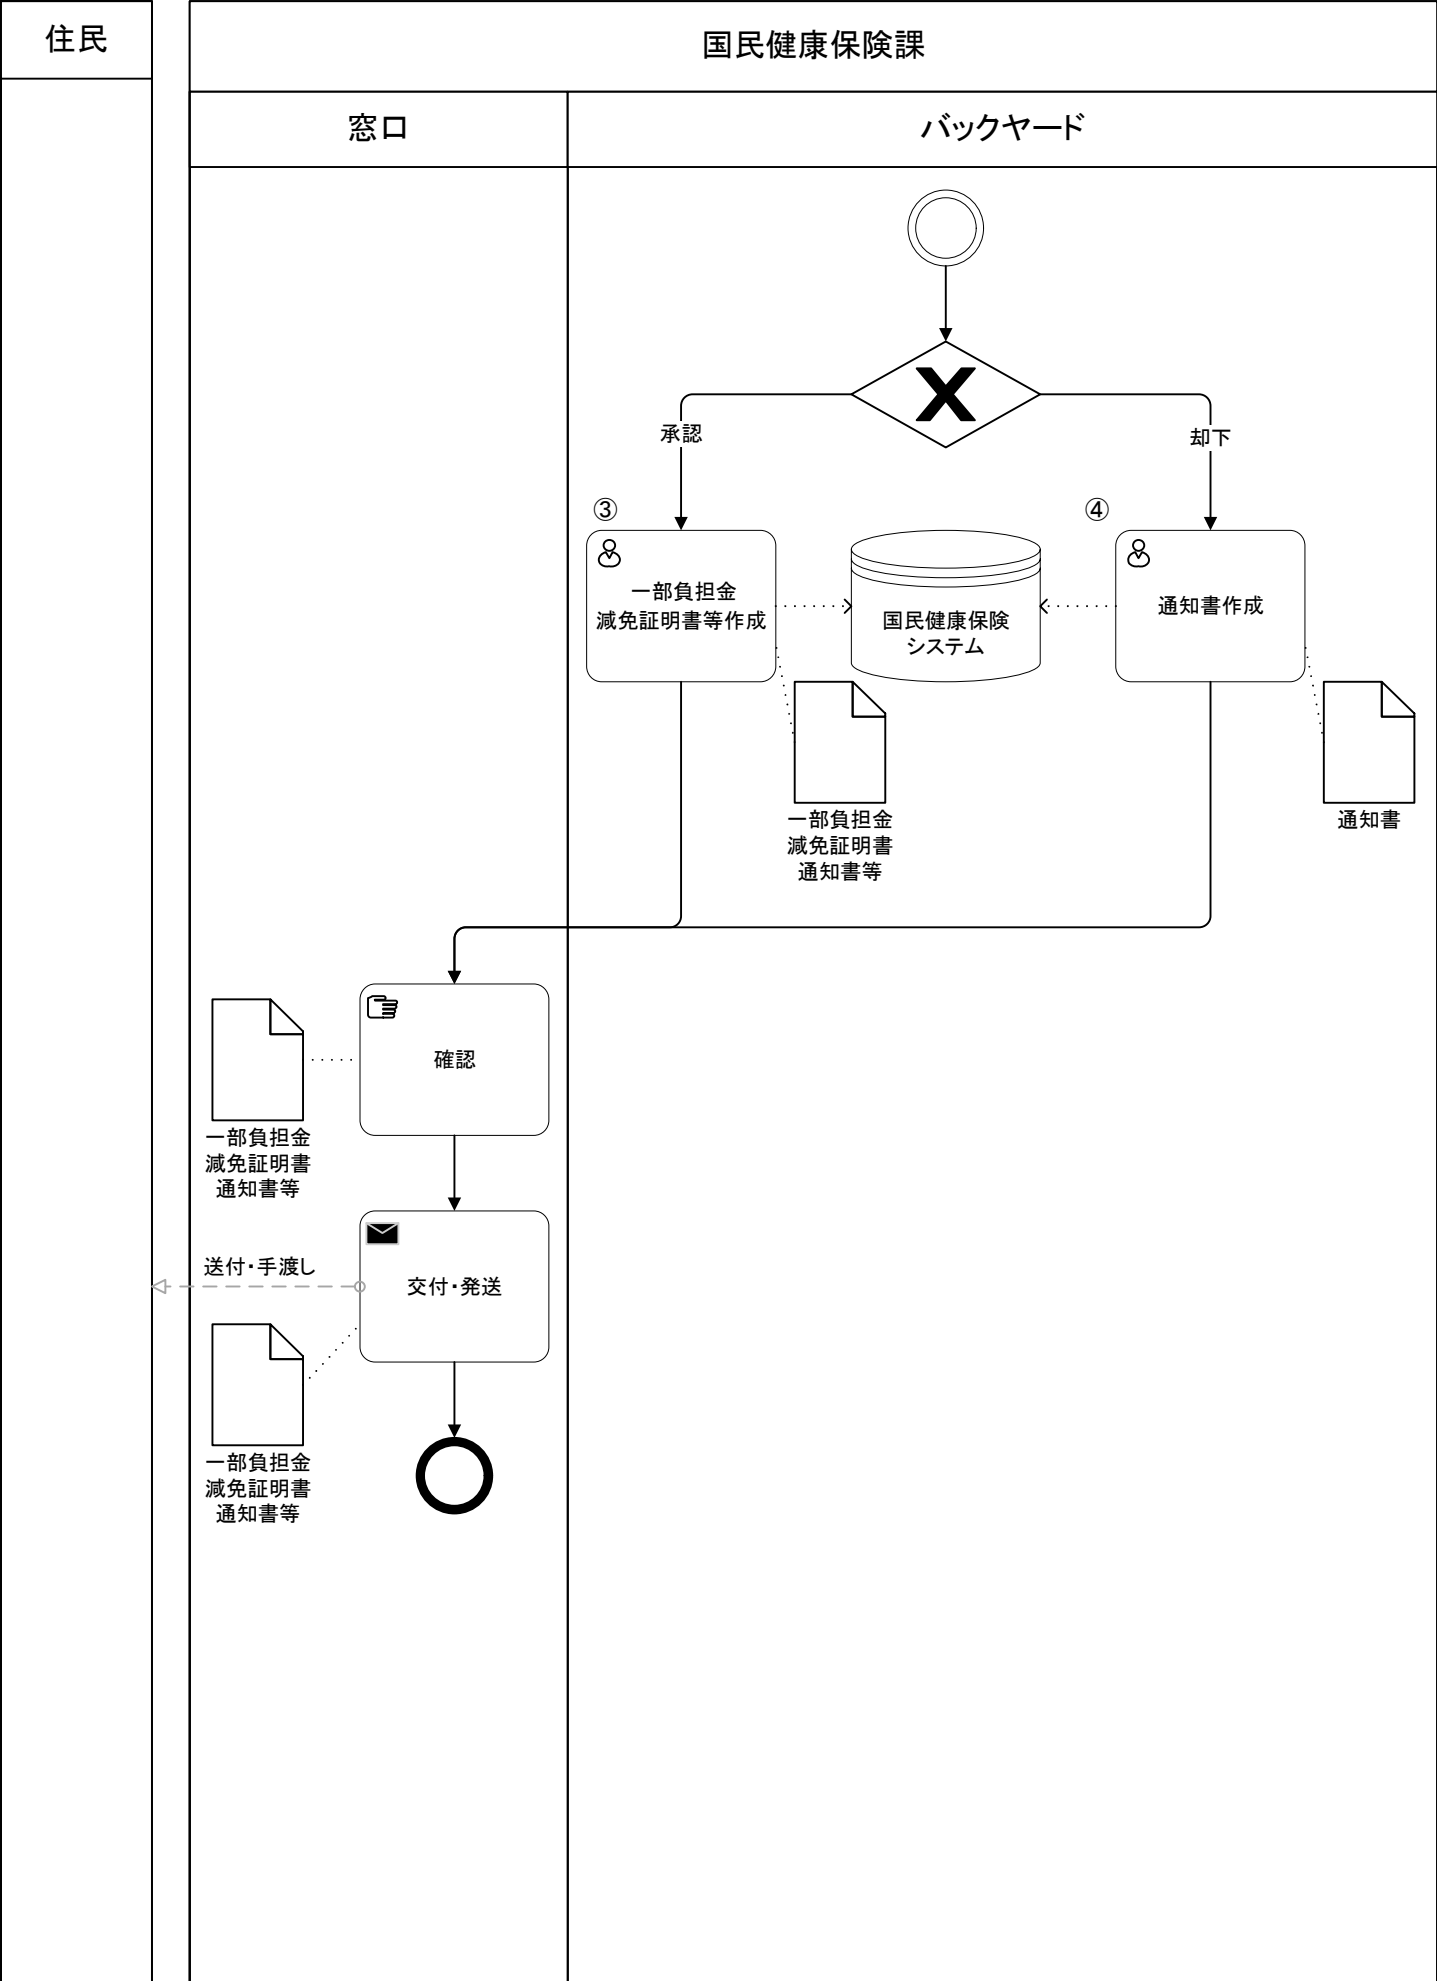 住民
国民健康保険課
窓口
バックヤード
承認
却下
③
④
一部負担金
減免証明書等作成
国民健康保険
システム
通知書作成
一部負担金
減免証明書
通知書等
通知書
確認
一部負担金
減免証明書
通知書等
送付・手渡し
交付・発送
一部負担金
減免証明書
通知書等